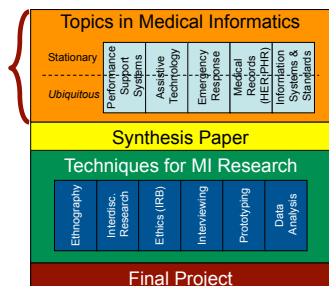 Topics in Medical Informatics
Stationary
Ubiquitous
Performance
Support
Systems
Assistive
Technology
Emergency
Response
Medical
Records
(HER-PHR)
Information
Systems &
Standards
Synthesis Paper
Techniques for MI Research
Ethnography
Interdisc.
Research
Ethics (IRB)
Interviewing
Prototyping
Data
Analysis
Final Project